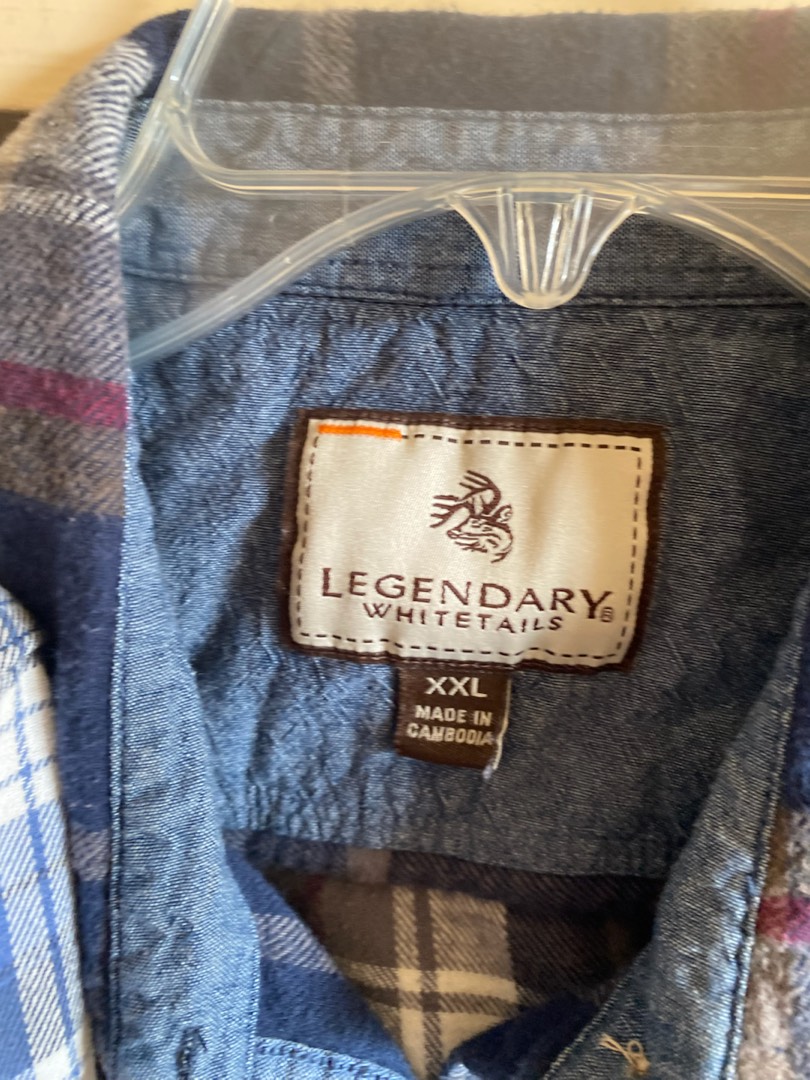 LEGENDARY®
WHITETAILS
XXL
MADE IN
CAMBODIA